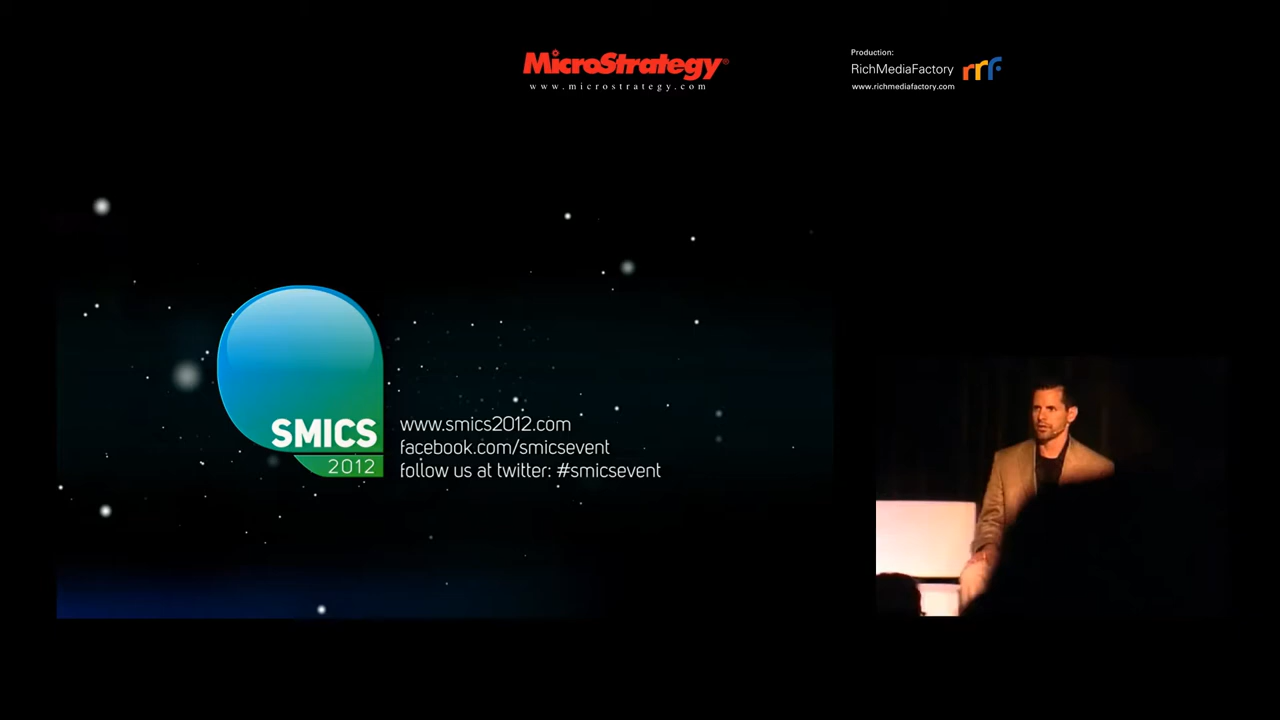 MicroStrategy®
www.microstrategy.com
Production:
RichMediaFactory rrf
www.richmediafactory.com
SMICS
2012
www.smics2012.com
facebook.com/smicsevent
follow us at twitter: #smicsevent